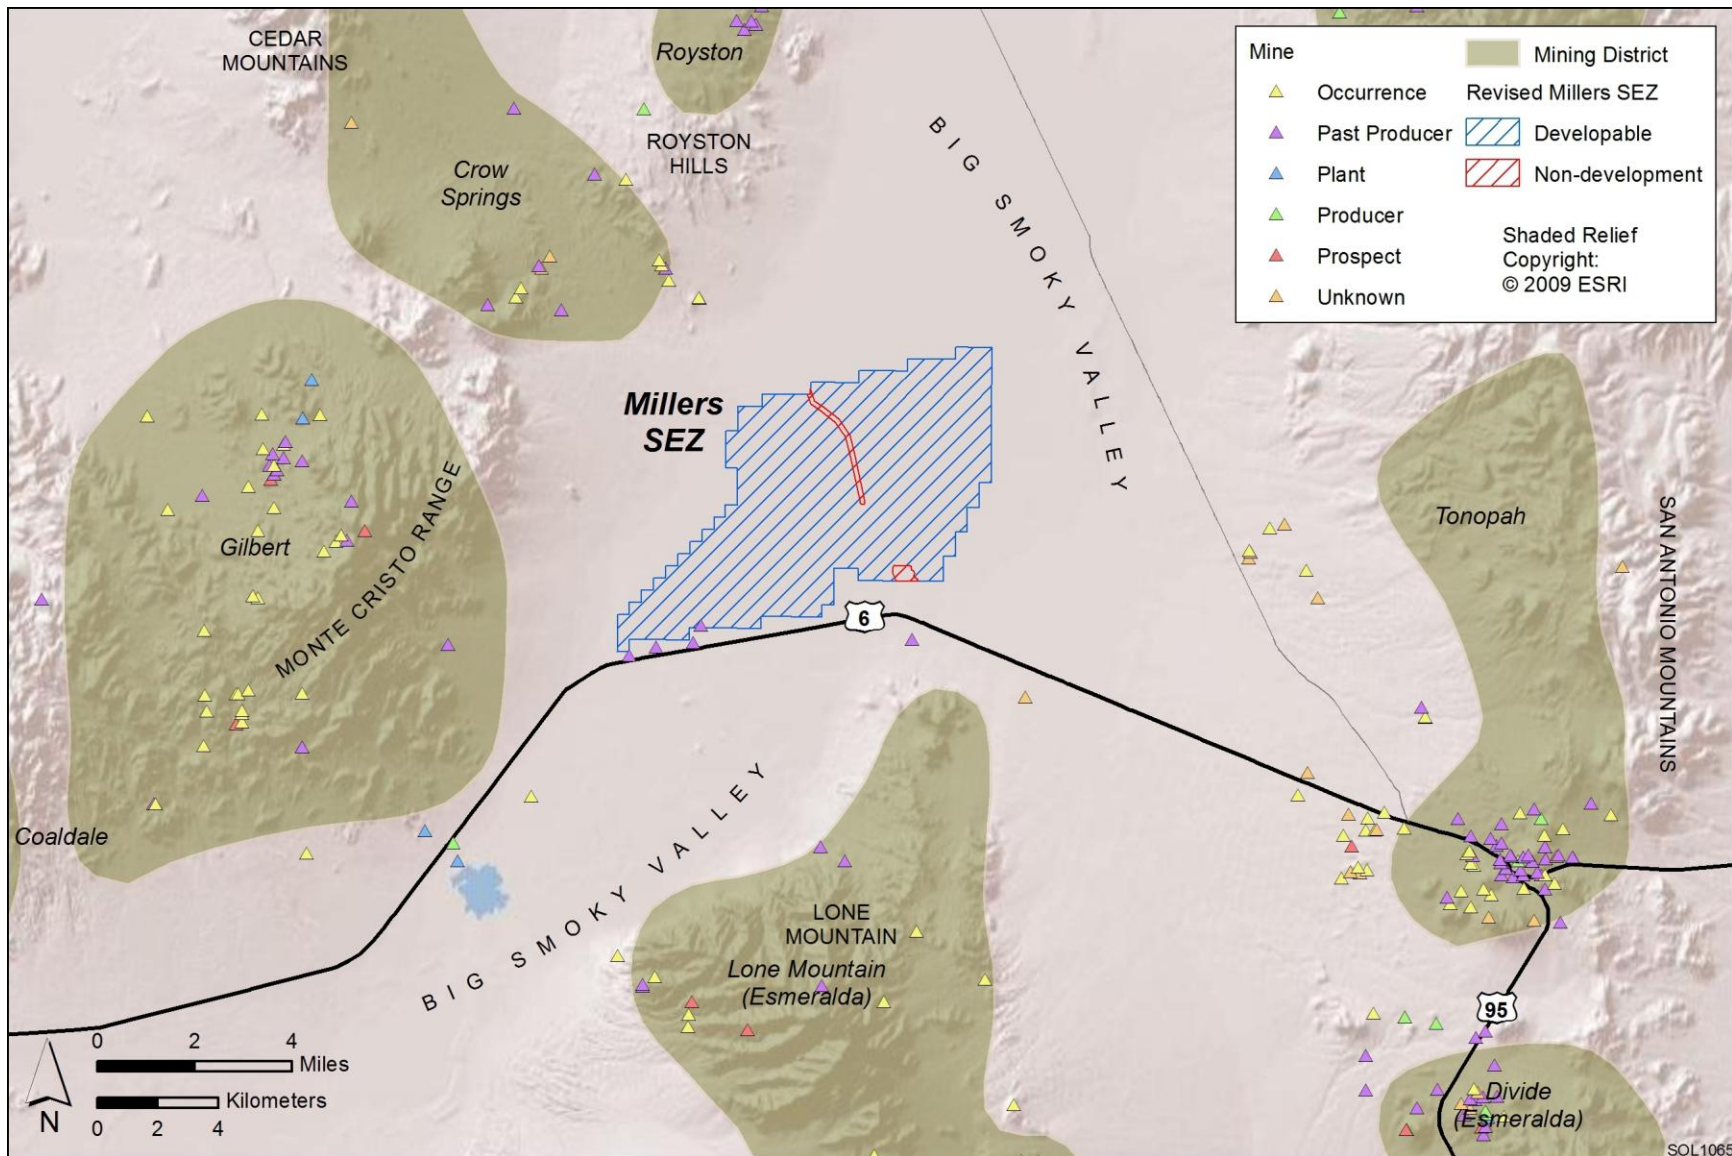 CEDAR
MOUNTAINS
Royston
ROYSTON
HILLS
Crow
Springs
BIG SMOKY VALLEY
Mine
Occurrence
Past Producer
Plant
Producer
Prospect
Unknown
Mining District
Revised Millers SEZ
Developable
Non-development
Shaded Relief
Copyright:
© 2009 ESRI
Millers
SEZ
Gilbert
MONTE CRISTO RANGE
Tonopah
SAN ANTONIO MOUNTAINS
6
Coaldale
BIG SMOKY VALLEY
LONE
MOUNTAIN
Lone Mountain
(Esmeralda)
95
Divide
(Esmeralda)
0 2 4
Miles
Kilometers
0 2 4
N
SOL1065